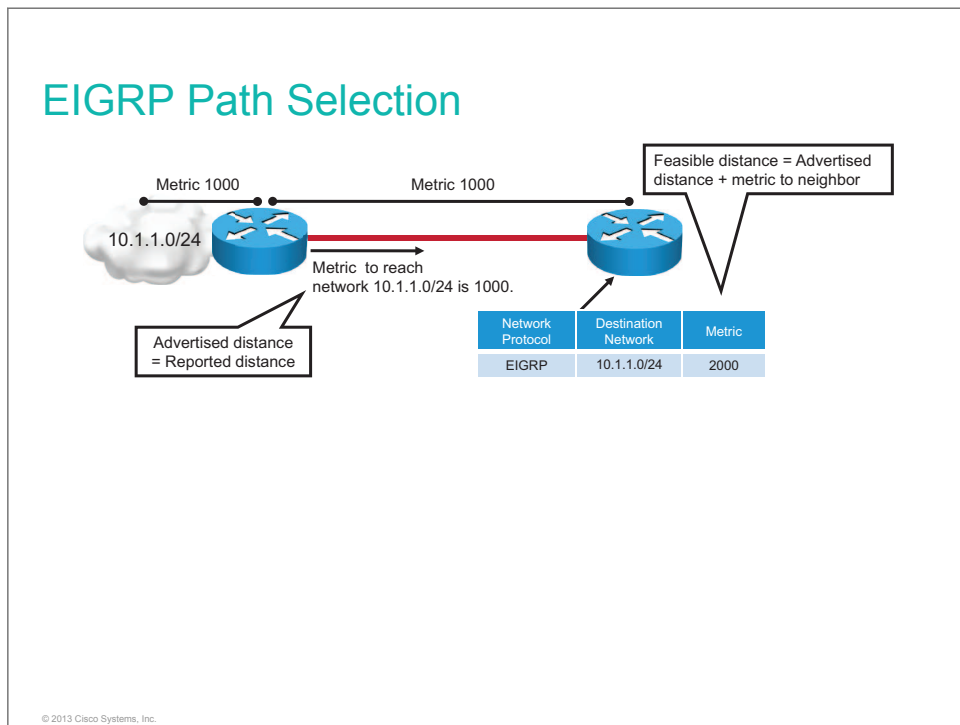 EIGRP Path Selection
Metric 1000
Metric 1000
Feasible distance = Advertised
distance + metric to neighbor
10.1.1.0/24
Metric to reach
network 10.1.1.0/24 is 1000.
Advertised distance
= Reported distance
Network
Protocol
Destination
Network
Metric
EIGRP
10.1.1.0/24
2000
© 2013 Cisco Systems, Inc.